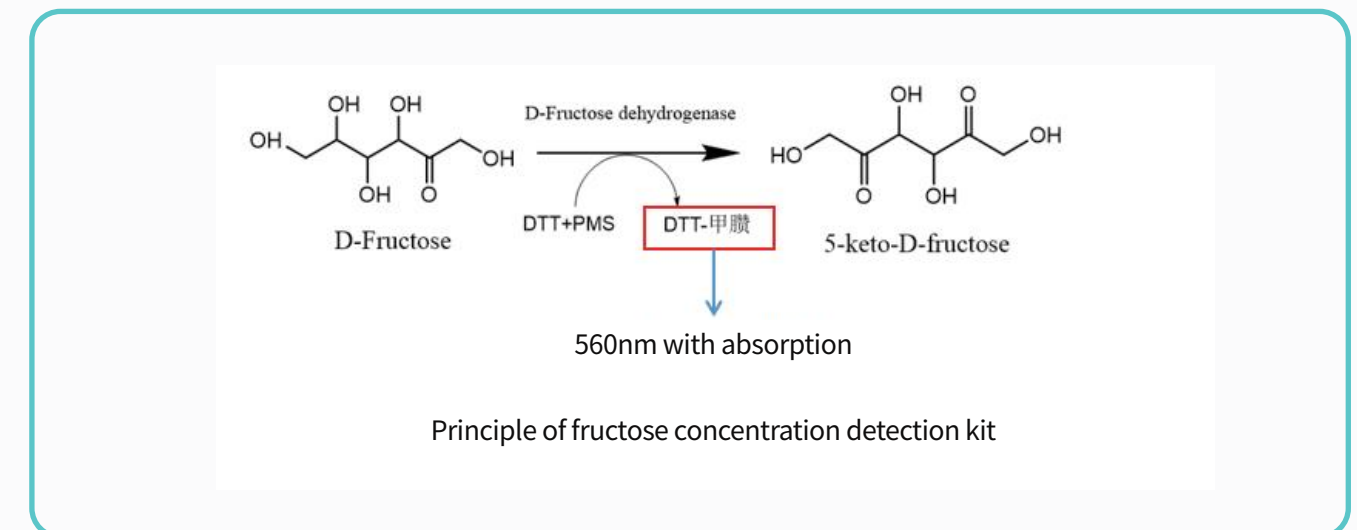 OH OH O
OH OH
D-Fructose dehydrogenase
OH OH HO OH
OH O O OH
DTT+PMS DTT-甲臜
D-Fructose 5-keto-D-fructose
560nm with absorption
Principle of fructose concentration detection kit